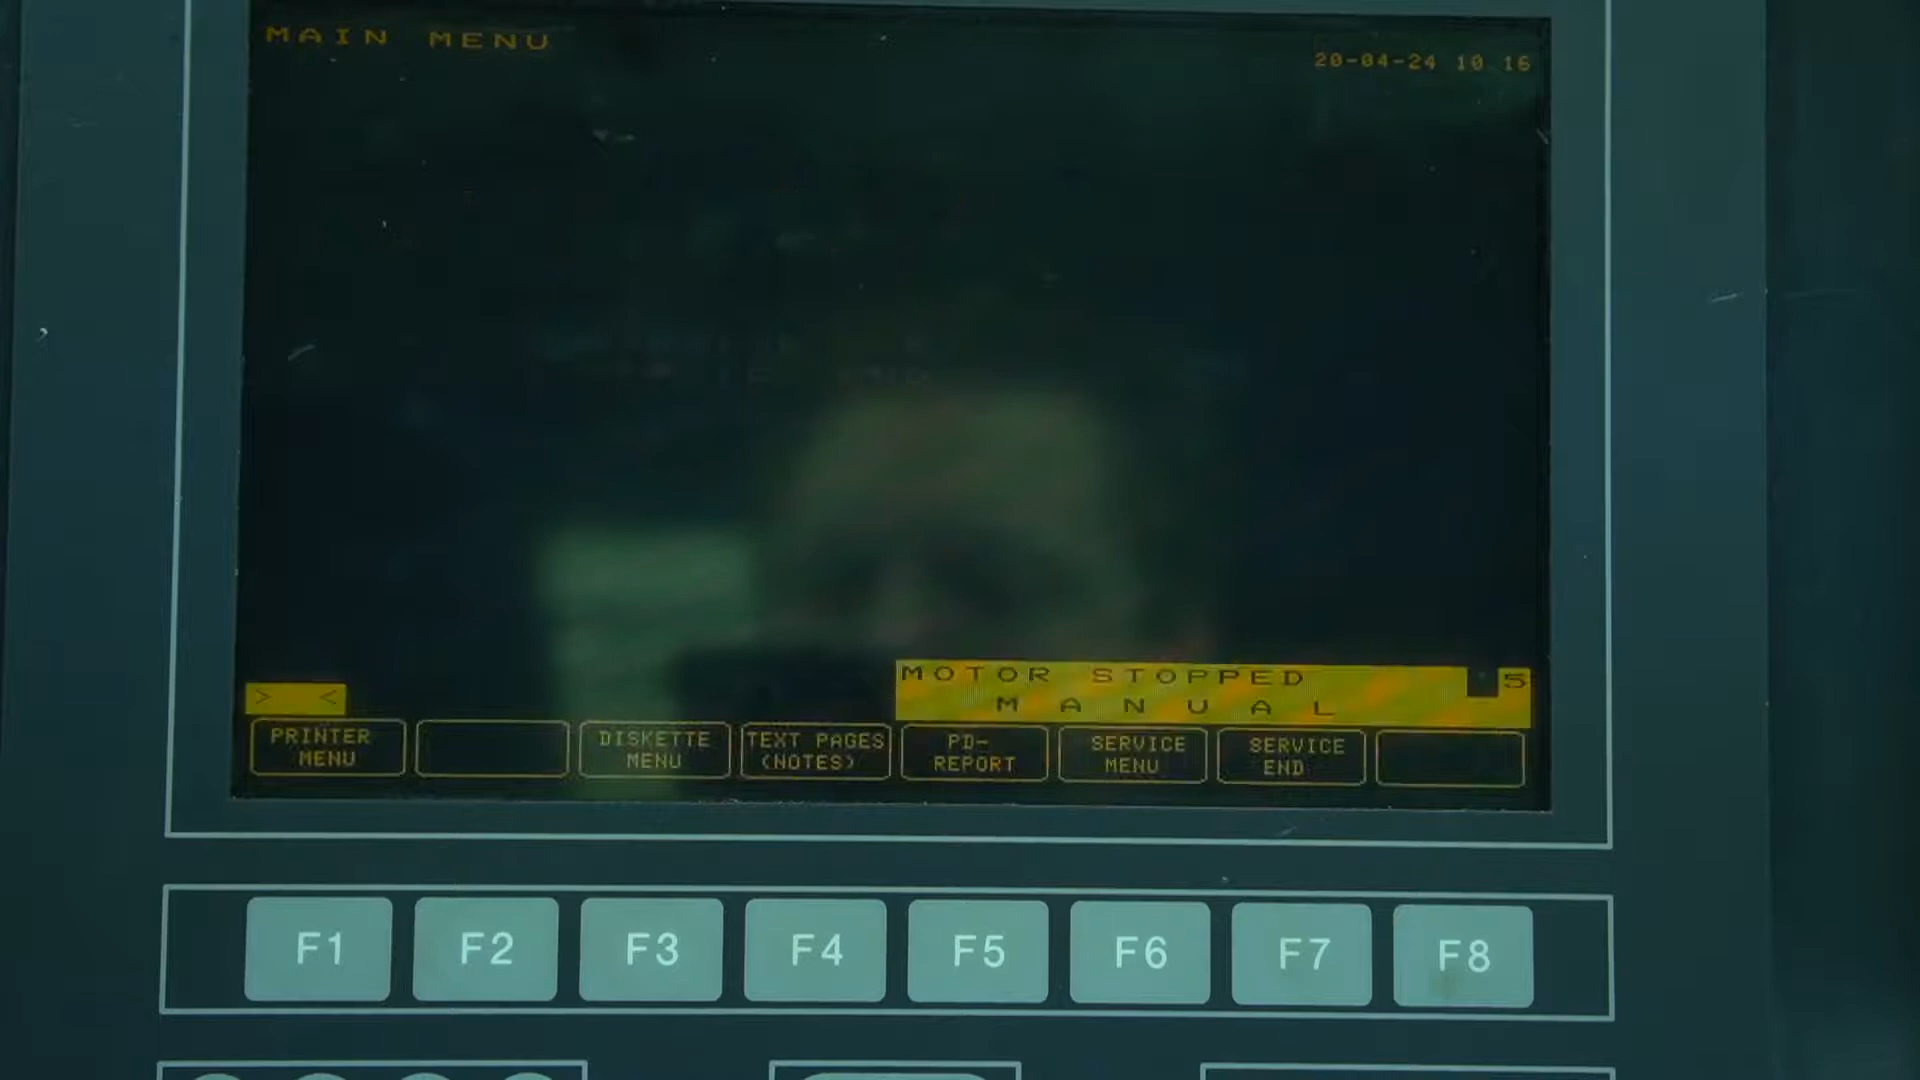 MAIN MENU
20-04-24 10 16
MOTOR STOPPED 5
> < MANUAL
PRINTER MENU
DISKETTE MENU
TEXT PAGES (NOTES)
PD- REPORT
SERVICE MENU
SERVICE END
F1 F2 F3 F4 F5 F6 F7 F8